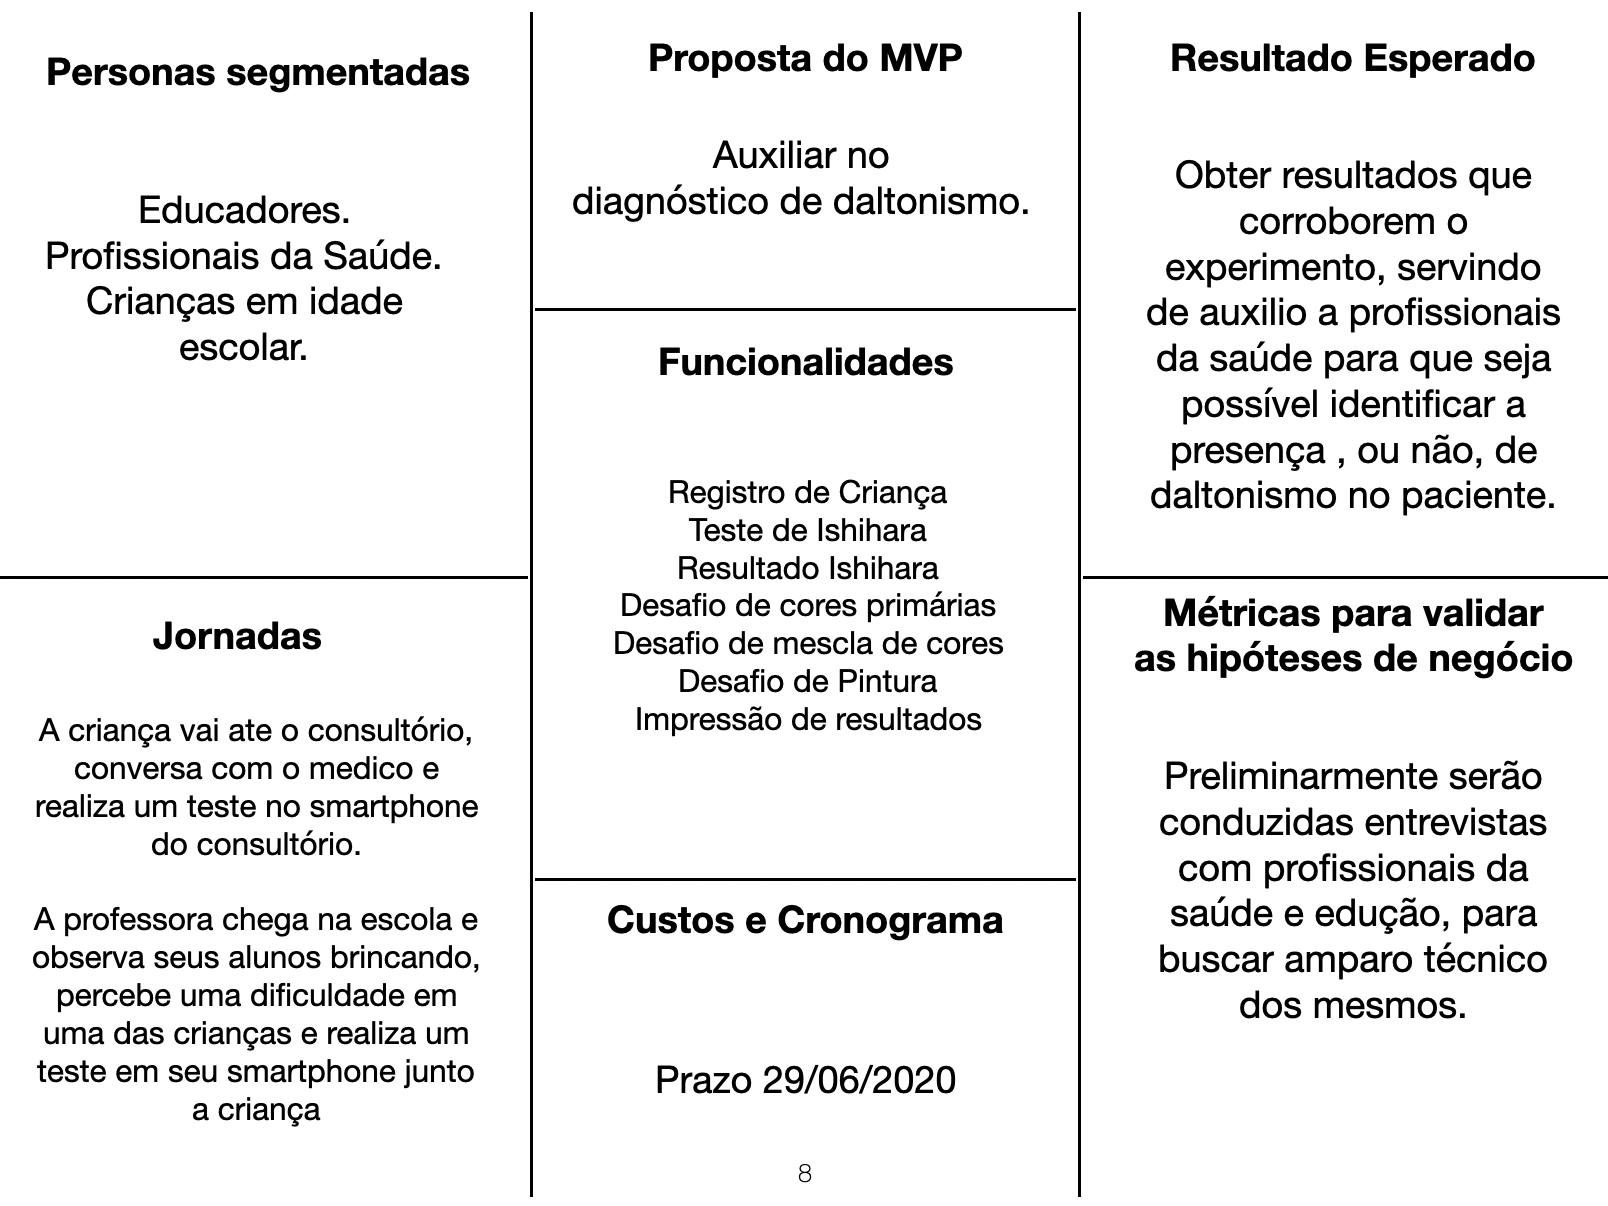 Personas segmentadas
Educadores.
Profissionais da Saúde.
Crianças em idade
escolar.
Jornadas
A criança vai ate o consultório,
conversa com o medico e
realiza um teste no smartphone
do consultório.
A professora chega na escola e
observa seus alunos brincando,
percebe uma dificuldade em
uma das crianças e realiza um
teste em seu smartphone junto
a criança
Proposta do MVP
Auxiliar no
diagnóstico de daltonismo.
Funcionalidades
Registro de Criança
Teste de Ishihara
Resultado Ishihara
Desafio de cores primárias
Desafio de mescla de cores
Desafio de Pintura
Impressão de resultados
Custos e Cronograma
Prazo 29/06/2020
8
Resultado Esperado
Obter resultados que
corroborem o
experimento, servindo
de auxilio a profissionais
da saúde para que seja
possível identificar a
presença , ou não, de
daltonismo no paciente.
Métricas para validar
as hipóteses de negócio
Preliminarmente serão
conduzidas entrevistas
com profissionais da
saúde e edução, para
buscar amparo técnico
dos mesmos.